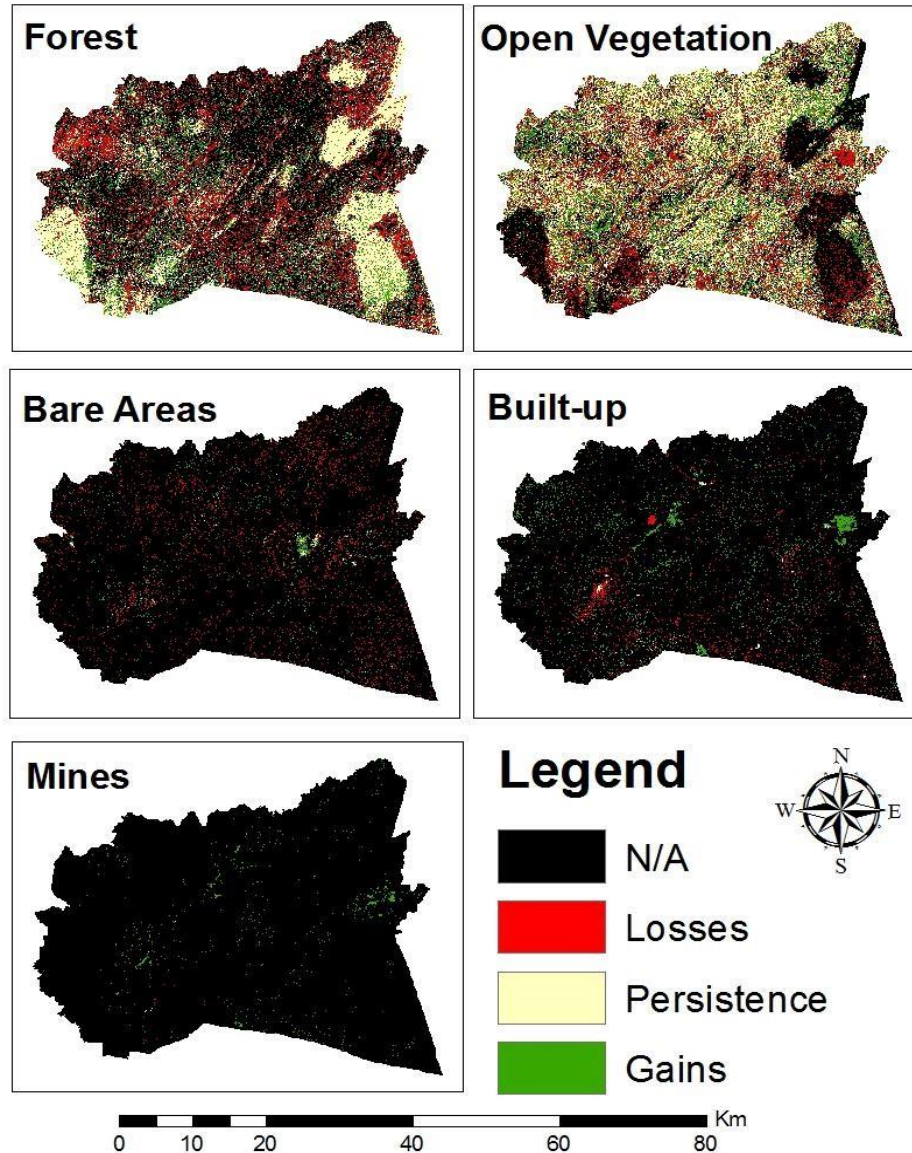 Forest
Open Vegetation
Bare Areas
Built-up
Mines
Legend
N
W E
S
N/A
Losses
Persistence
Gains
Km
0 10 20 40 60 80